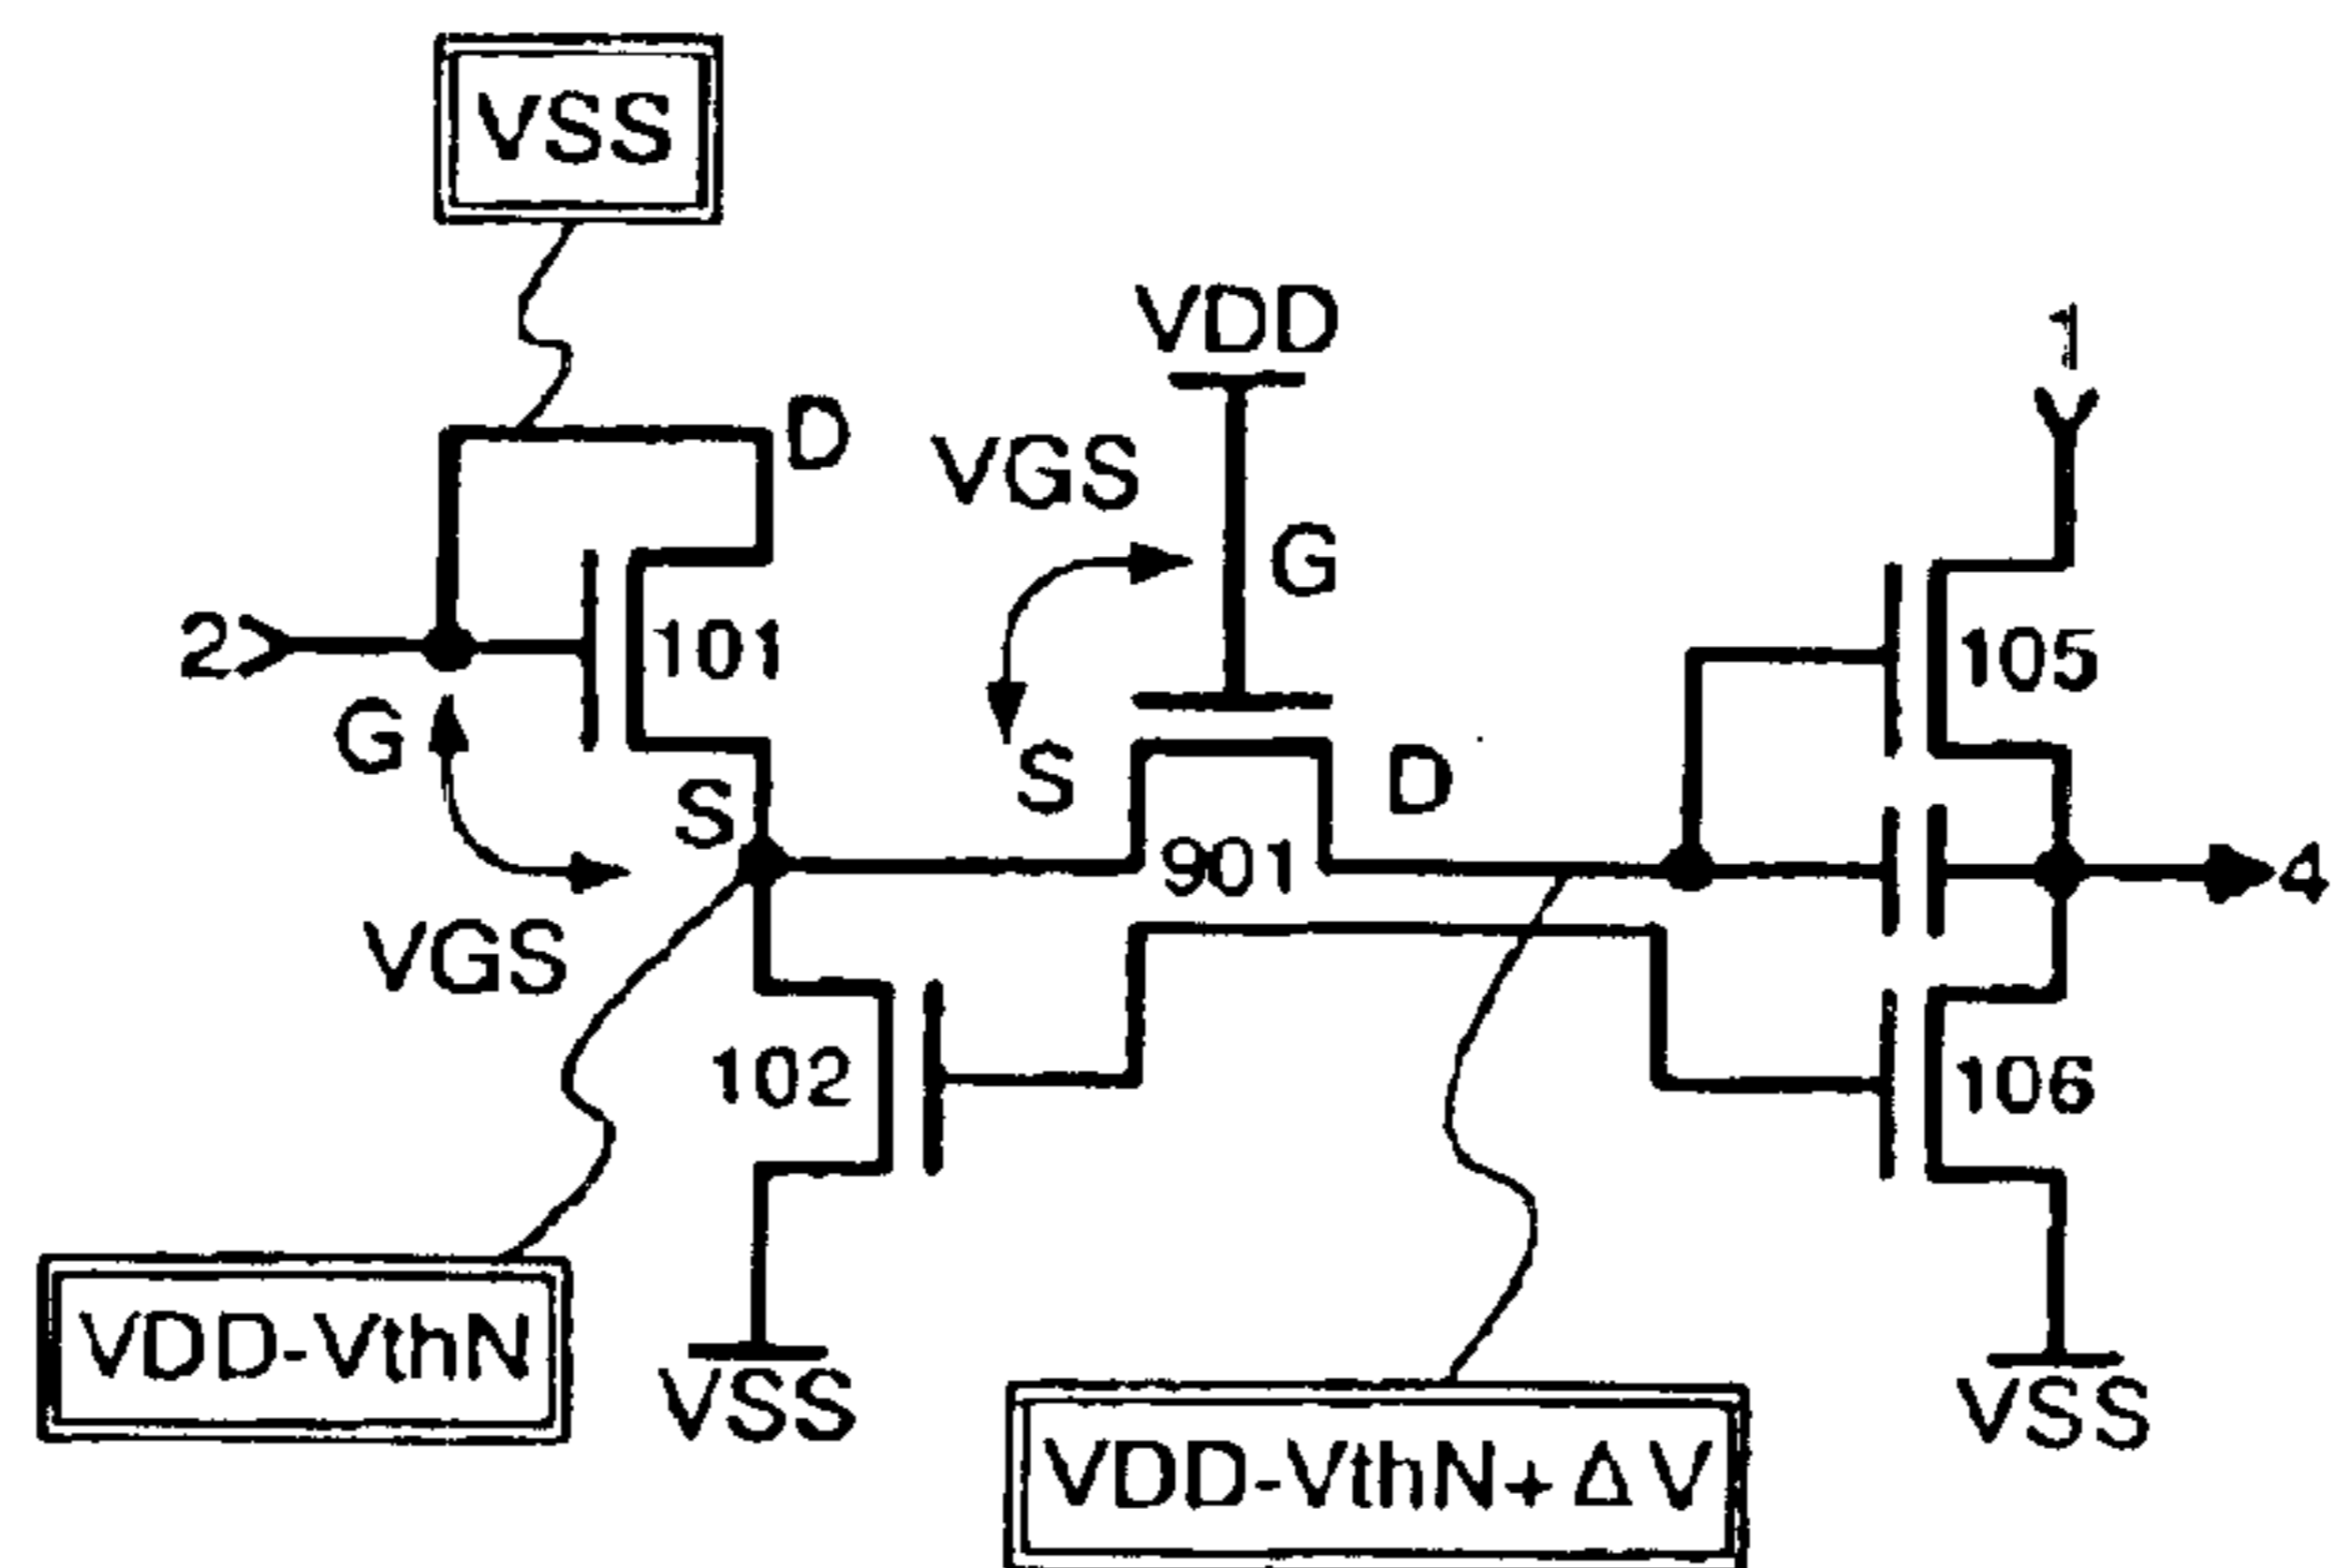 VSS
VDD
1
D
VGS
G
2
101
105
G
S
S
D
901
4
VGS
102
106
VDD-VthN
VSS
VSS
VDD-VthN+ΔV